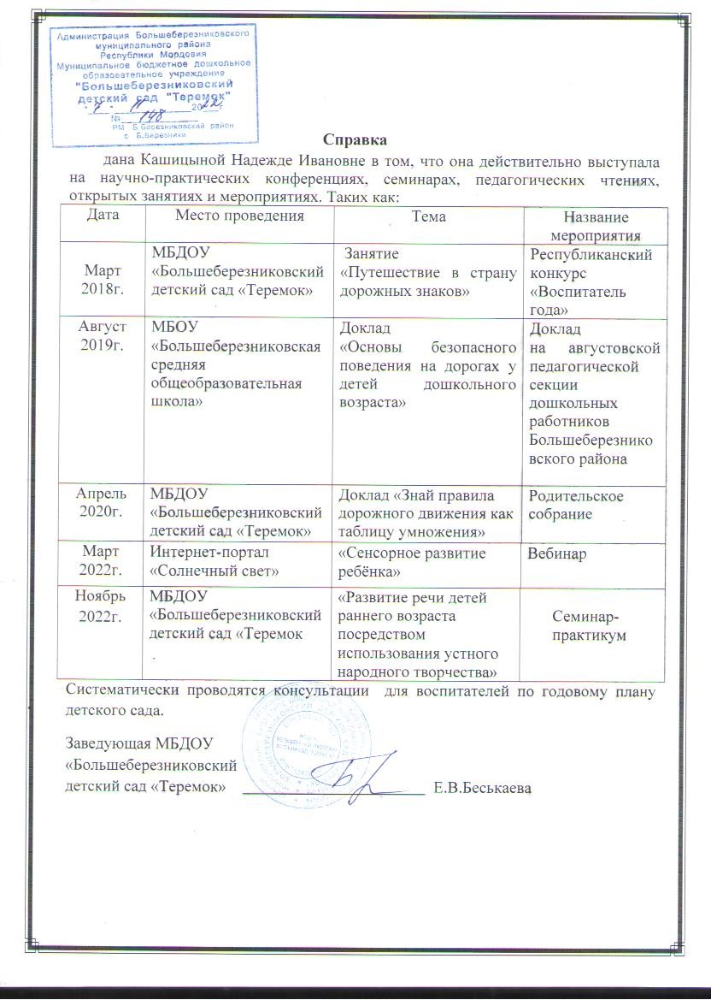 Администрация Большеберезниковского
муниципального района
Республики Мордовия
Муниципальное бюджетное дошкольное
образовательное учреждение
"Большеберезниковский
детский сад "Теремок"
"7" 11 2022г
№ 148
РМ Б.Березниковский район
с Б.Березники
Справка
дана Кашицыной Надежде Ивановне в том, что она действительно выступала
на научно-практических конференциях, семинарах, педагогических чтениях,
открытых занятиях и мероприятиях. Таких как:
Дата Место проведения Тема Название
мероприятия
Март
2018г.
МБДОУ
«Большеберезниковский
детский сад «Теремок»
Занятие
«Путешествие в страну
дорожных знаков»
Республиканский
конкурс
«Воспитатель
года»
Август
2019г.
МБОУ
«Большеберезниковская
средняя
общеобразовательная
школа»
Доклад
«Основы безопасного
поведения на дорогах у
детей дошкольного
возраста»
Доклад
на августовской
педагогической
секции
дошкольных
работников
Большеберезнико
вского района
Апрель
2020г.
МБДОУ
«Большеберезниковский
детский сад «Теремок»
Доклад «Знай правила
дорожного движения как
таблицу умножения»
Родительское
собрание
Март
2022г.
Интернет-портал
«Солнечный свет»
«Сенсорное развитие
ребёнка»
Вебинар
Ноябрь
2022г.
МБДОУ
«Большеберезниковский
детский сад «Теремок
.
«Развитие речи детей
раннего возраста
посредством
использования устного
народного творчества»
Семинар-
практикум
Систематически проводятся консультации для воспитателей по годовому плану
детского сада.
Заведующая МБДОУ
«Большеберезниковский
детский сад «Теремок» Е.В.Беськаева